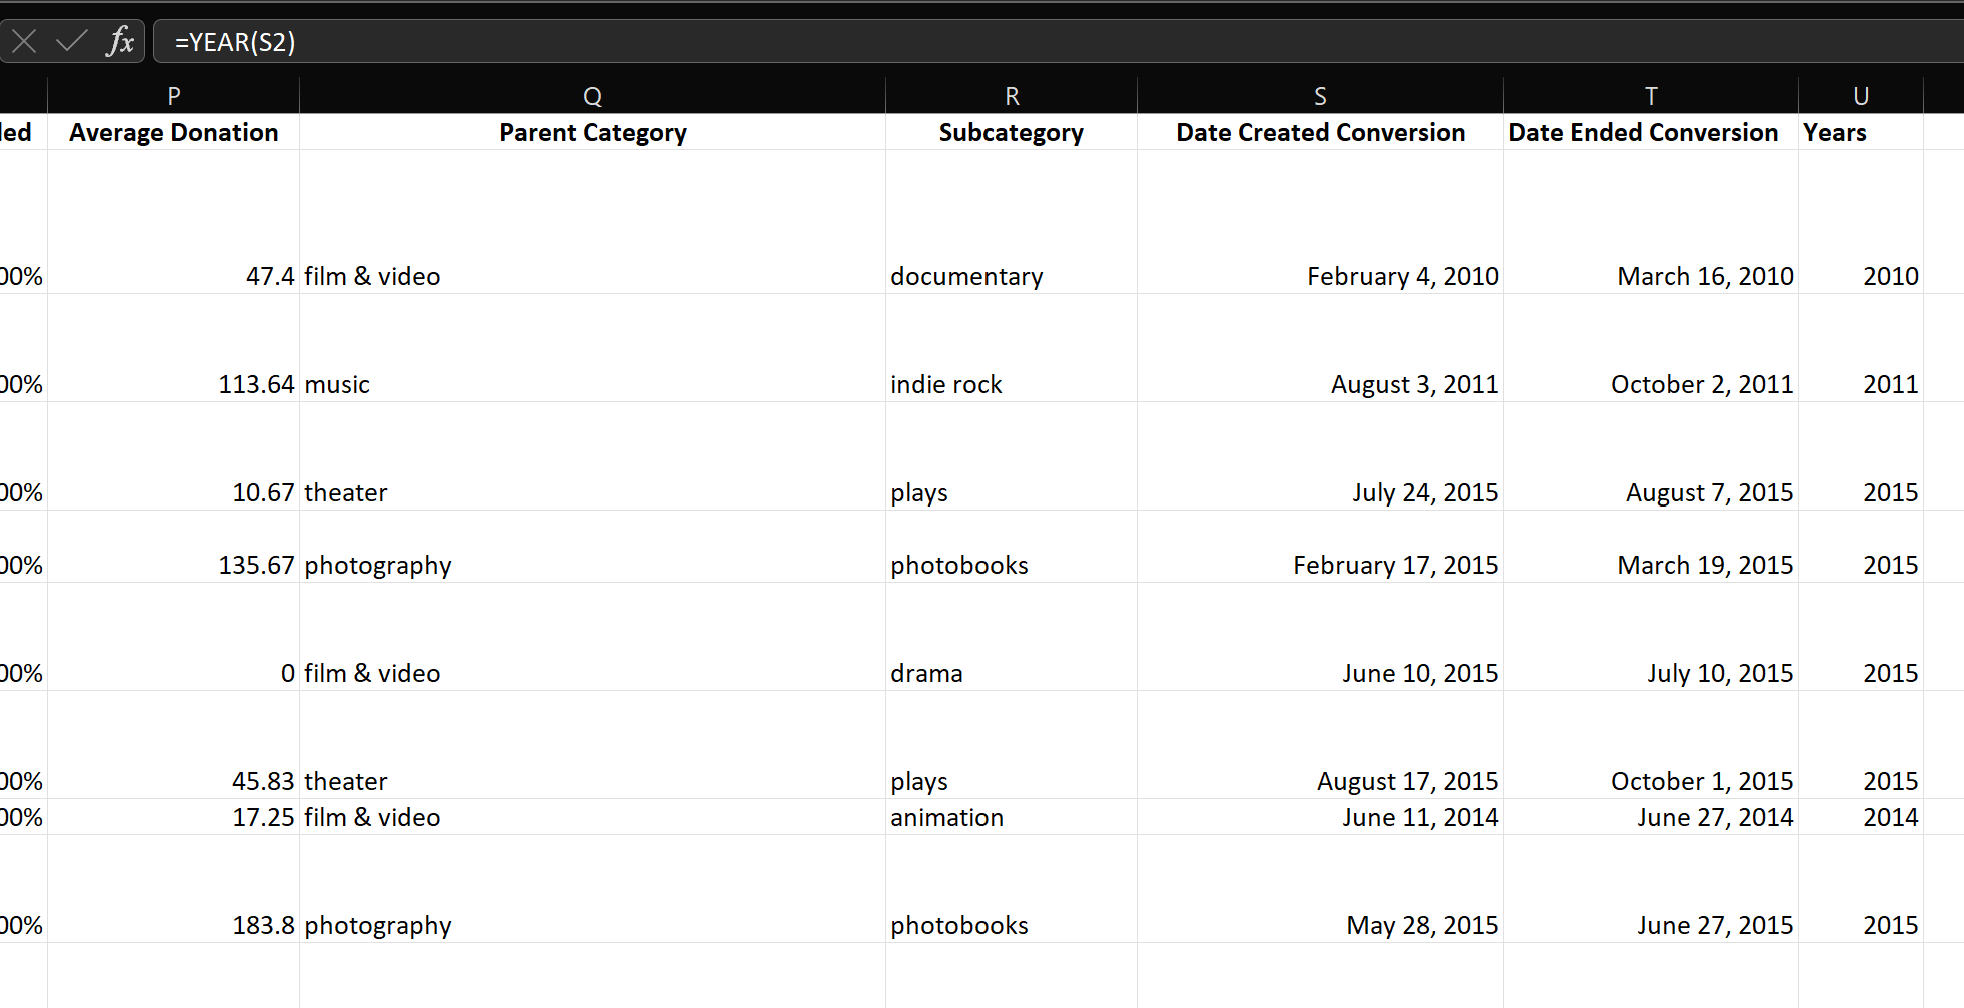 fx =YEAR(S2)
P Q R S T U
Average Donation Parent Category Subcategory Date Created Conversion Date Ended Conversion Years
00% 47.4 film & video documentary February 4, 2010 March 16, 2010 2010
00% 113.64 music indie rock August 3, 2011 October 2, 2011 2011
00% 10.67 theater plays July 24, 2015 August 7, 2015 2015
00% 135.67 photography photobooks February 17, 2015 March 19, 2015 2015
00% 0 film & video drama June 10, 2015 July 10, 2015 2015
00% 45.83 theater plays August 17, 2015 October 1, 2015 2015
00% 17.25 film & video animation June 11, 2014 June 27, 2014 2014
00% 183.8 photography photobooks May 28, 2015 June 27, 2015 2015